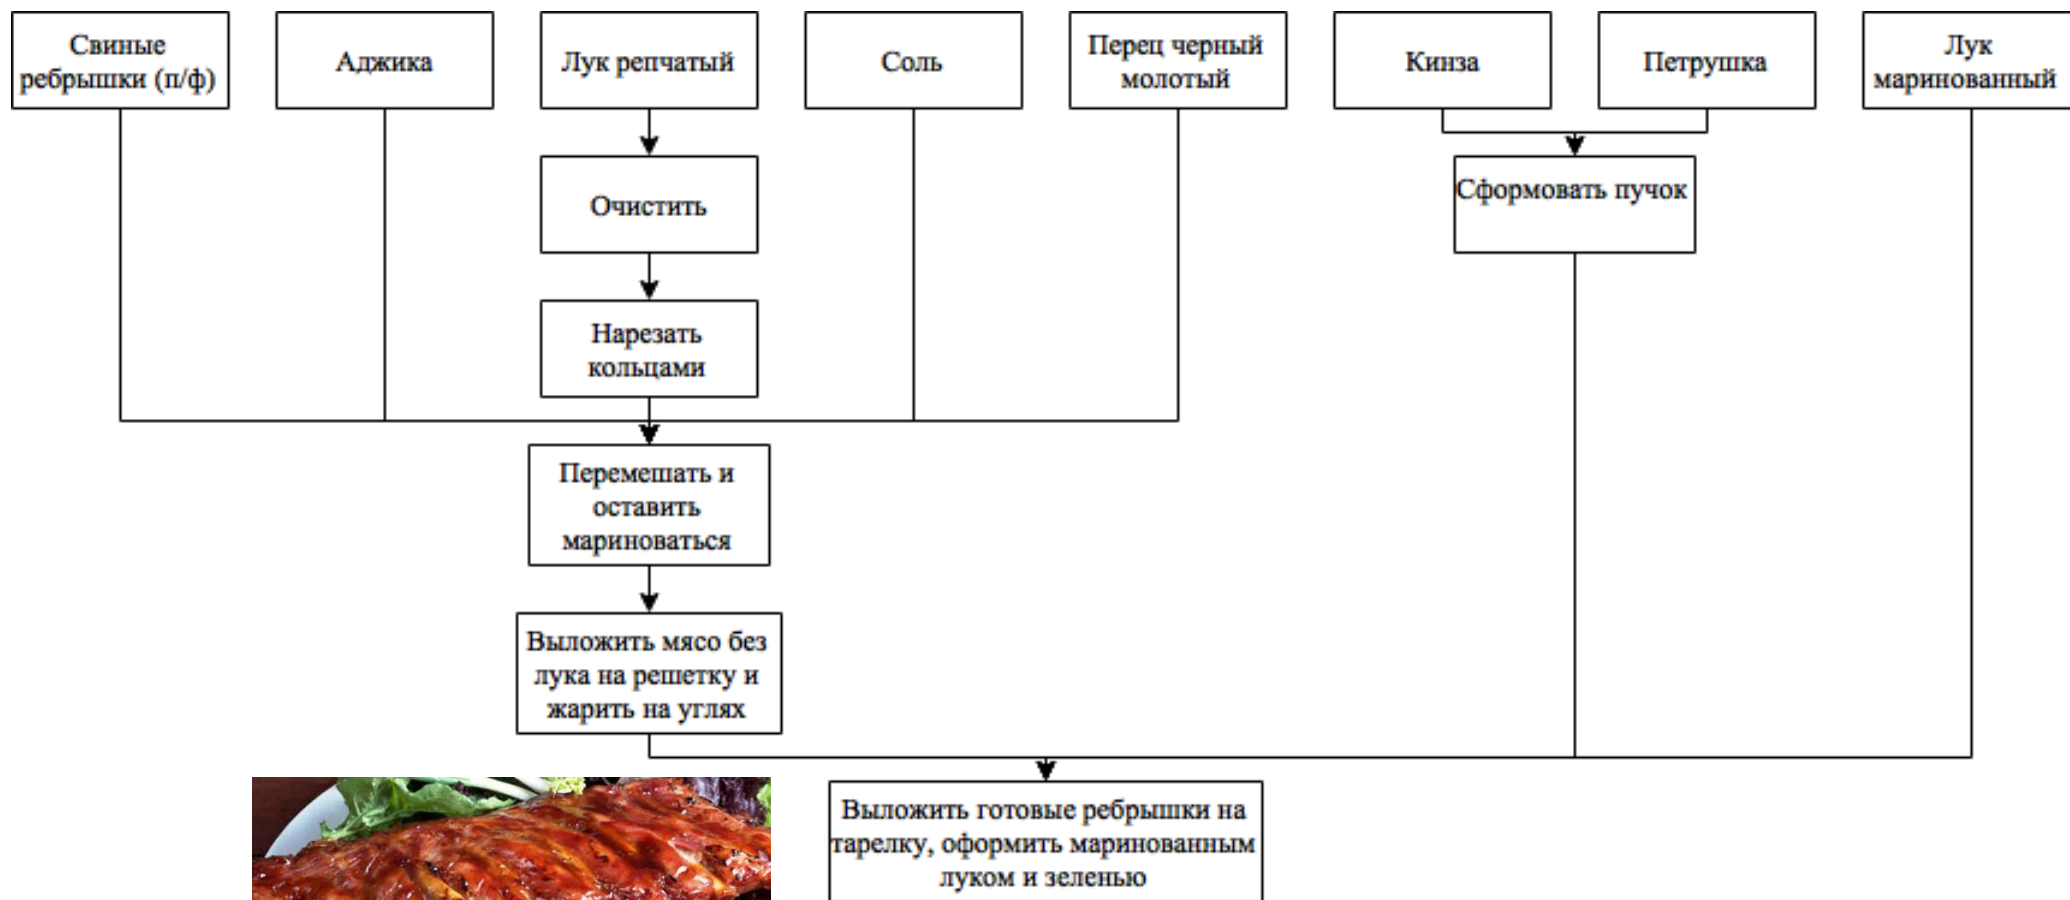 Свиные
ребрышки (п/ф)
Аджика
Лук репчатый
Соль
Перец черный
молотый
Кинза
Петрушка
Лук
маринованный
Очистить
Сформовать пучок
Нарезать
кольцами
Перемешать и
оставить
мариноваться
Выложить мясо без
лука на решетку и
жарить на углях
Выложить готовые ребрышки на
тарелку, оформить маринованным
луком и зеленью